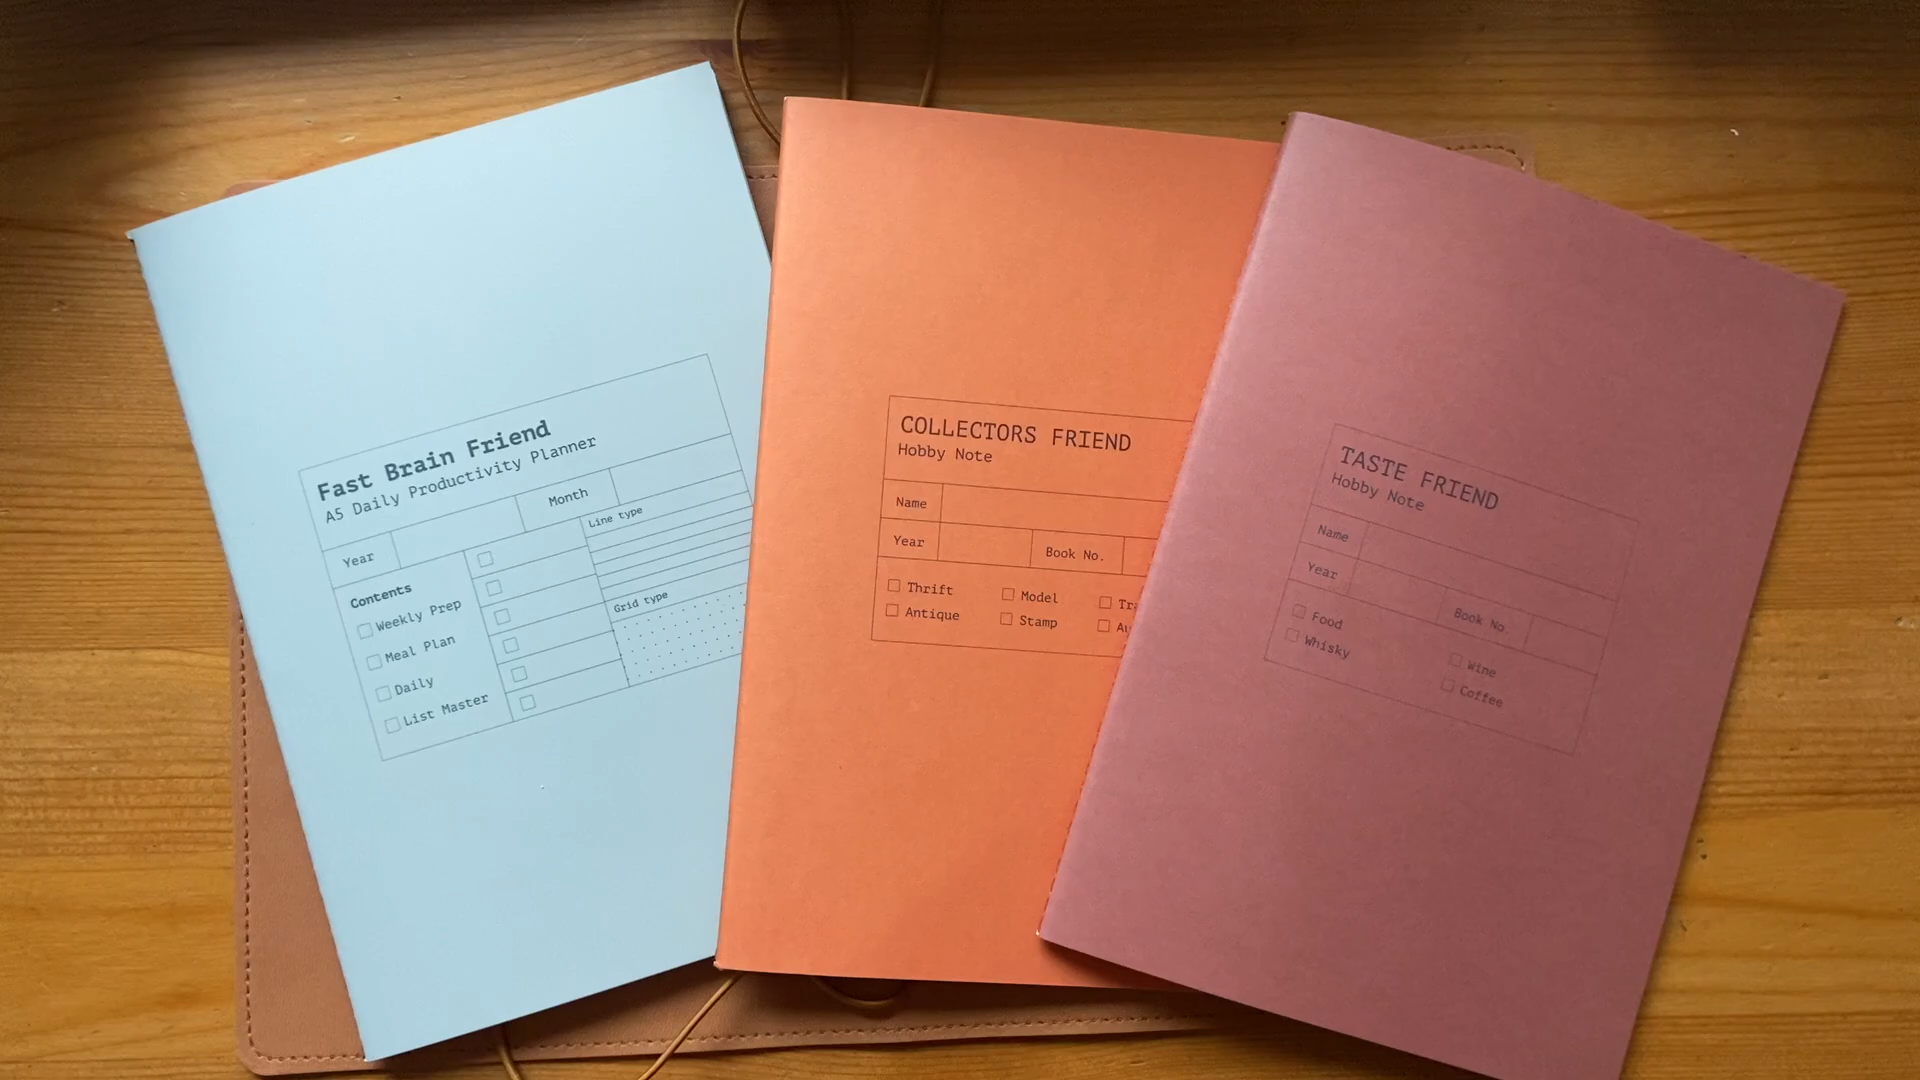 Fast Brain Friend
A5 Daily Productivity Planner
Year
Month
Contents
Weekly Prep
Meal Plan
Daily
List Master
Line type
Grid type
COLLECTORS FRIEND
Hobby Note
Name
Year
Book No.
Thrift
Model
Antique
Stamp
TASTE FRIEND
Hobby Note
Name
Year
Book No.
Food
Wine
Whisky
Coffee